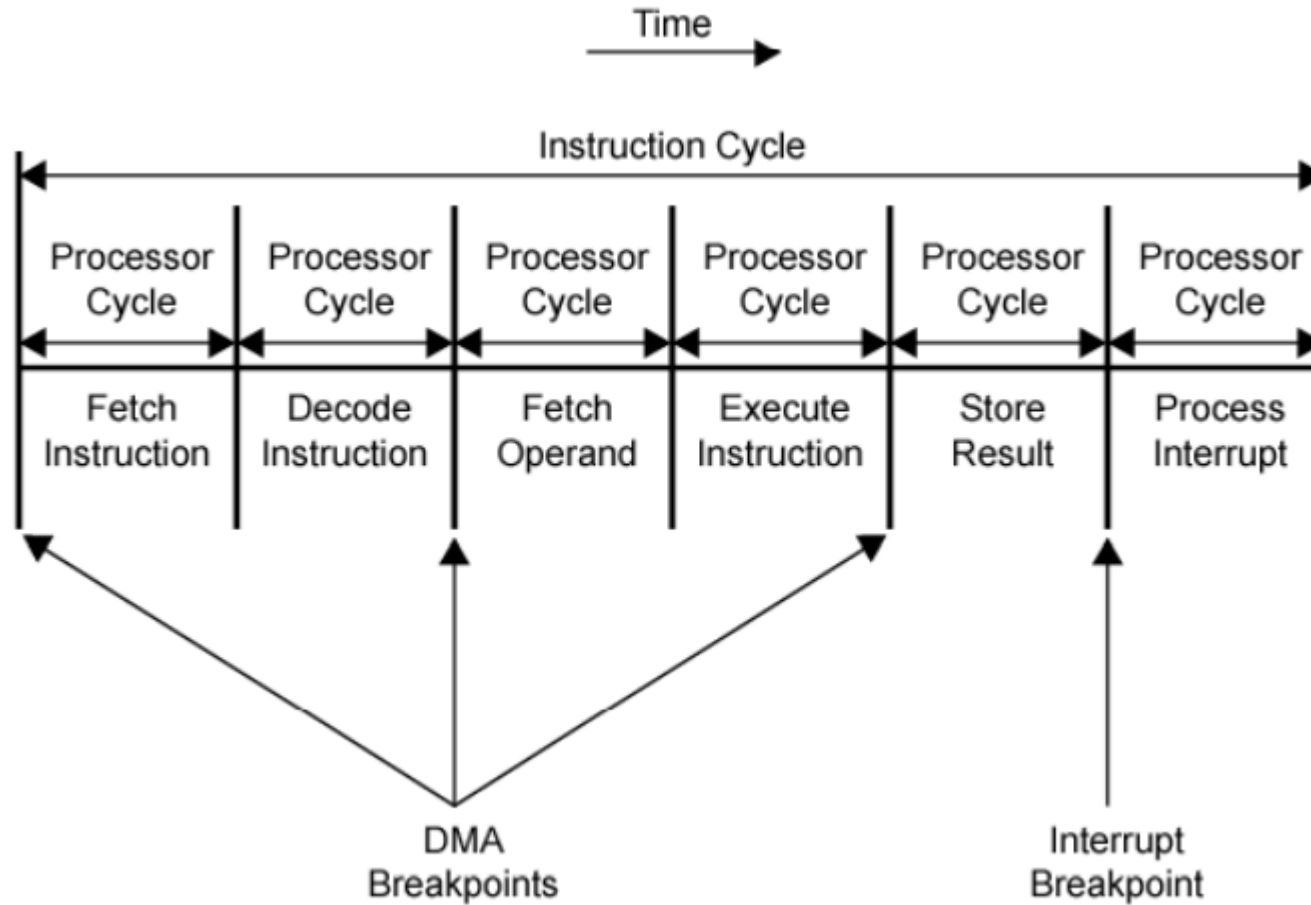 Time
Instruction Cycle
Processor Processor Processor Processor Processor Processor
Cycle Cycle Cycle Cycle Cycle Cycle
Fetch Decode Fetch Execute Store Process
Instruction Instruction Operand Instruction Result Interrupt
DMA Interrupt
Breakpoints Breakpoint